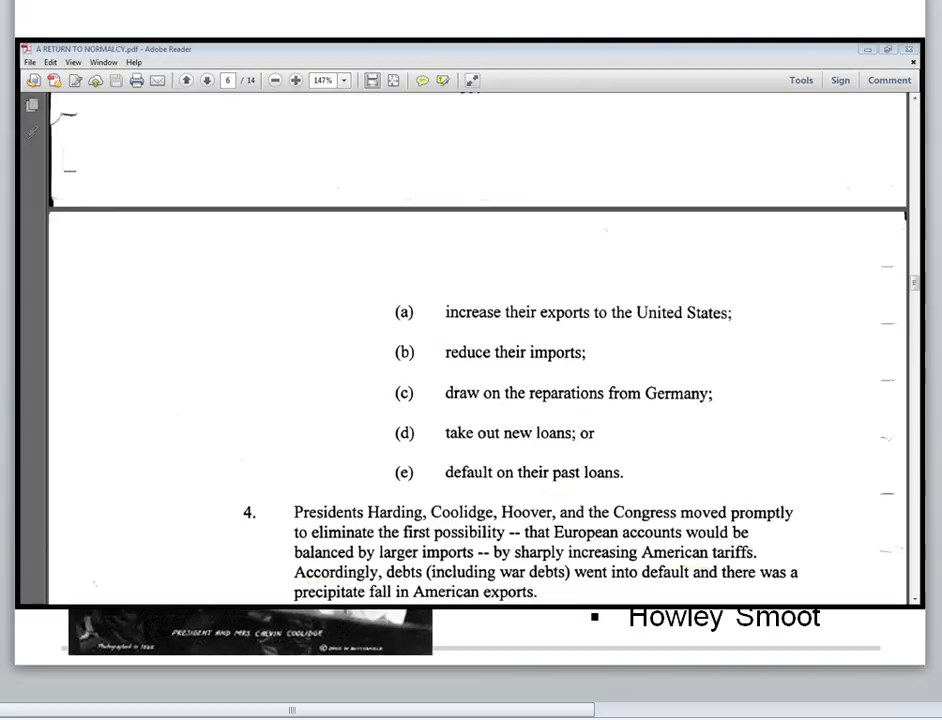 A RETURN TO NORMALCY.pdf - Adobe Reader
File Edit View Window Help
6 / 14 147% Tools Sign Comment
(a) increase their exports to the United States;
(b) reduce their imports;
(c) draw on the reparations from Germany;
(d) take out new loans; or
(e) default on their past loans.
4. Presidents Harding, Coolidge, Hoover, and the Congress moved promptly
to eliminate the first possibility -- that European accounts would be
balanced by larger imports -- by sharply increasing American tariffs.
Accordingly, debts (including war debts) went into default and there was a
precipitate fall in American exports.
▪ Howley Smoot
PRESIDENT AND MRS CALVIN COOLIDGE
Photographed in